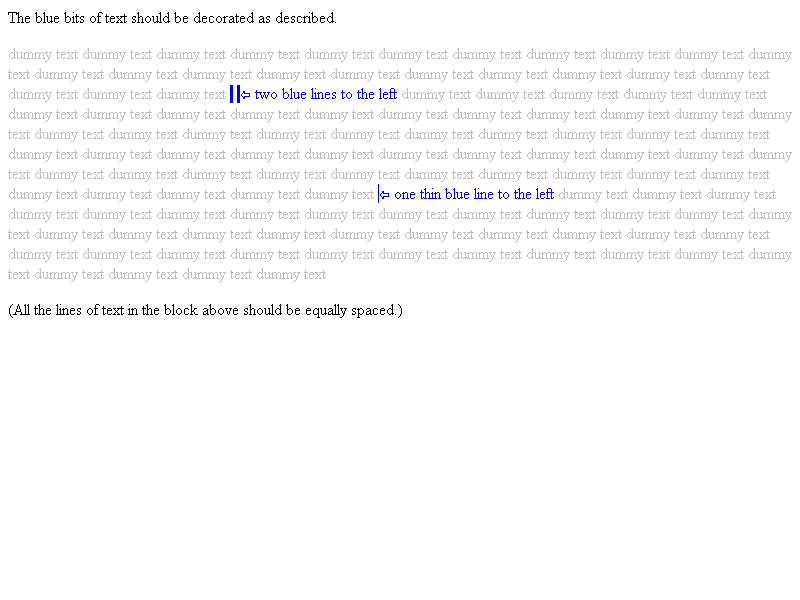 The blue bits of text should be decorated as described.
dummy text dummy text dummy text dummy text dummy text dummy text dummy text dummy text dummy text dummy text dummy
text dummy text dummy text dummy text dummy text dummy text dummy text dummy text dummy text dummy text dummy text
dummy text dummy text dummy text ⇦ two blue lines to the left dummy text dummy text dummy text dummy text dummy text
dummy text dummy text dummy text dummy text dummy text dummy text dummy text dummy text dummy text dummy text dummy
text dummy text dummy text dummy text dummy text dummy text dummy text dummy text dummy text dummy text dummy text
dummy text dummy text dummy text dummy text dummy text dummy text dummy text dummy text dummy text dummy text dummy
text dummy text dummy text dummy text dummy text dummy text dummy text dummy text dummy text dummy text dummy text
dummy text dummy text dummy text dummy text dummy text ⇦ one thin blue line to the left dummy text dummy text dummy text
dummy text dummy text dummy text dummy text dummy text dummy text dummy text dummy text dummy text dummy text dummy
text dummy text dummy text dummy text dummy text dummy text dummy text dummy text dummy text dummy text dummy text
dummy text dummy text dummy text dummy text dummy text dummy text dummy text dummy text dummy text dummy text dummy
text dummy text dummy text dummy text dummy text
(All the lines of text in the block above should be equally spaced.)